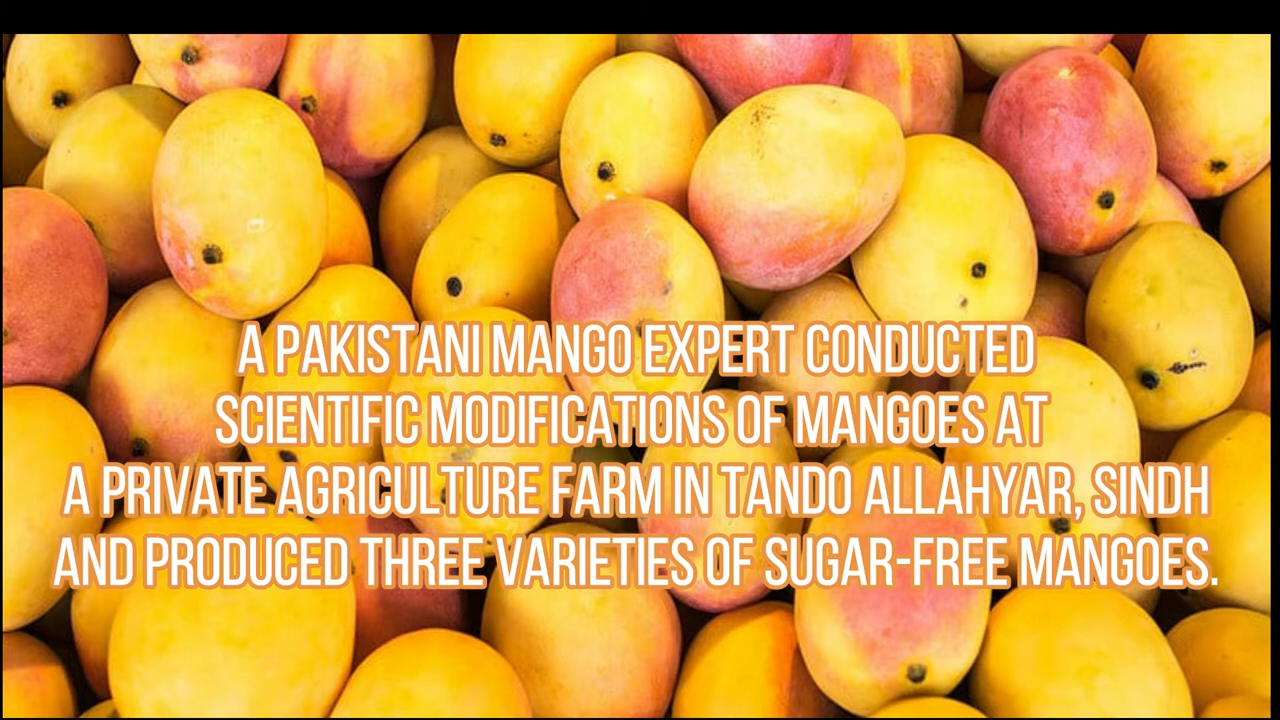 A PAKISTANI MANGO EXPERT CONDUCTED
SCIENTIFIC MODIFICATIONS OF MANGOES AT
A PRIVATE AGRICULTURE FARM IN TANDO ALLAHYAR, SINDH
AND PRODUCED THREE VARIETIES OF SUGAR-FREE MANGOES.